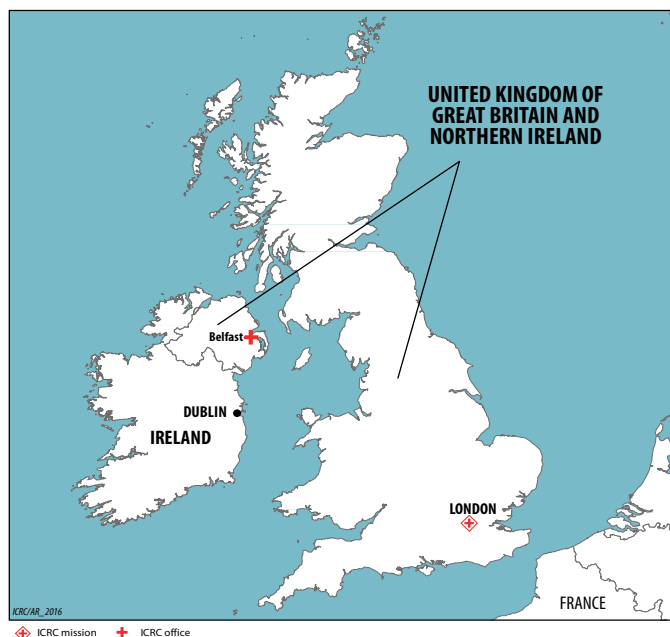 UNITED KINGDOM OF
GREAT BRITAIN AND
NORTHERN IRELAND
Belfast
DUBLIN
IRELAND
LONDON
FRANCE
ICRC/AR_2016
ICRC mission
ICRC office